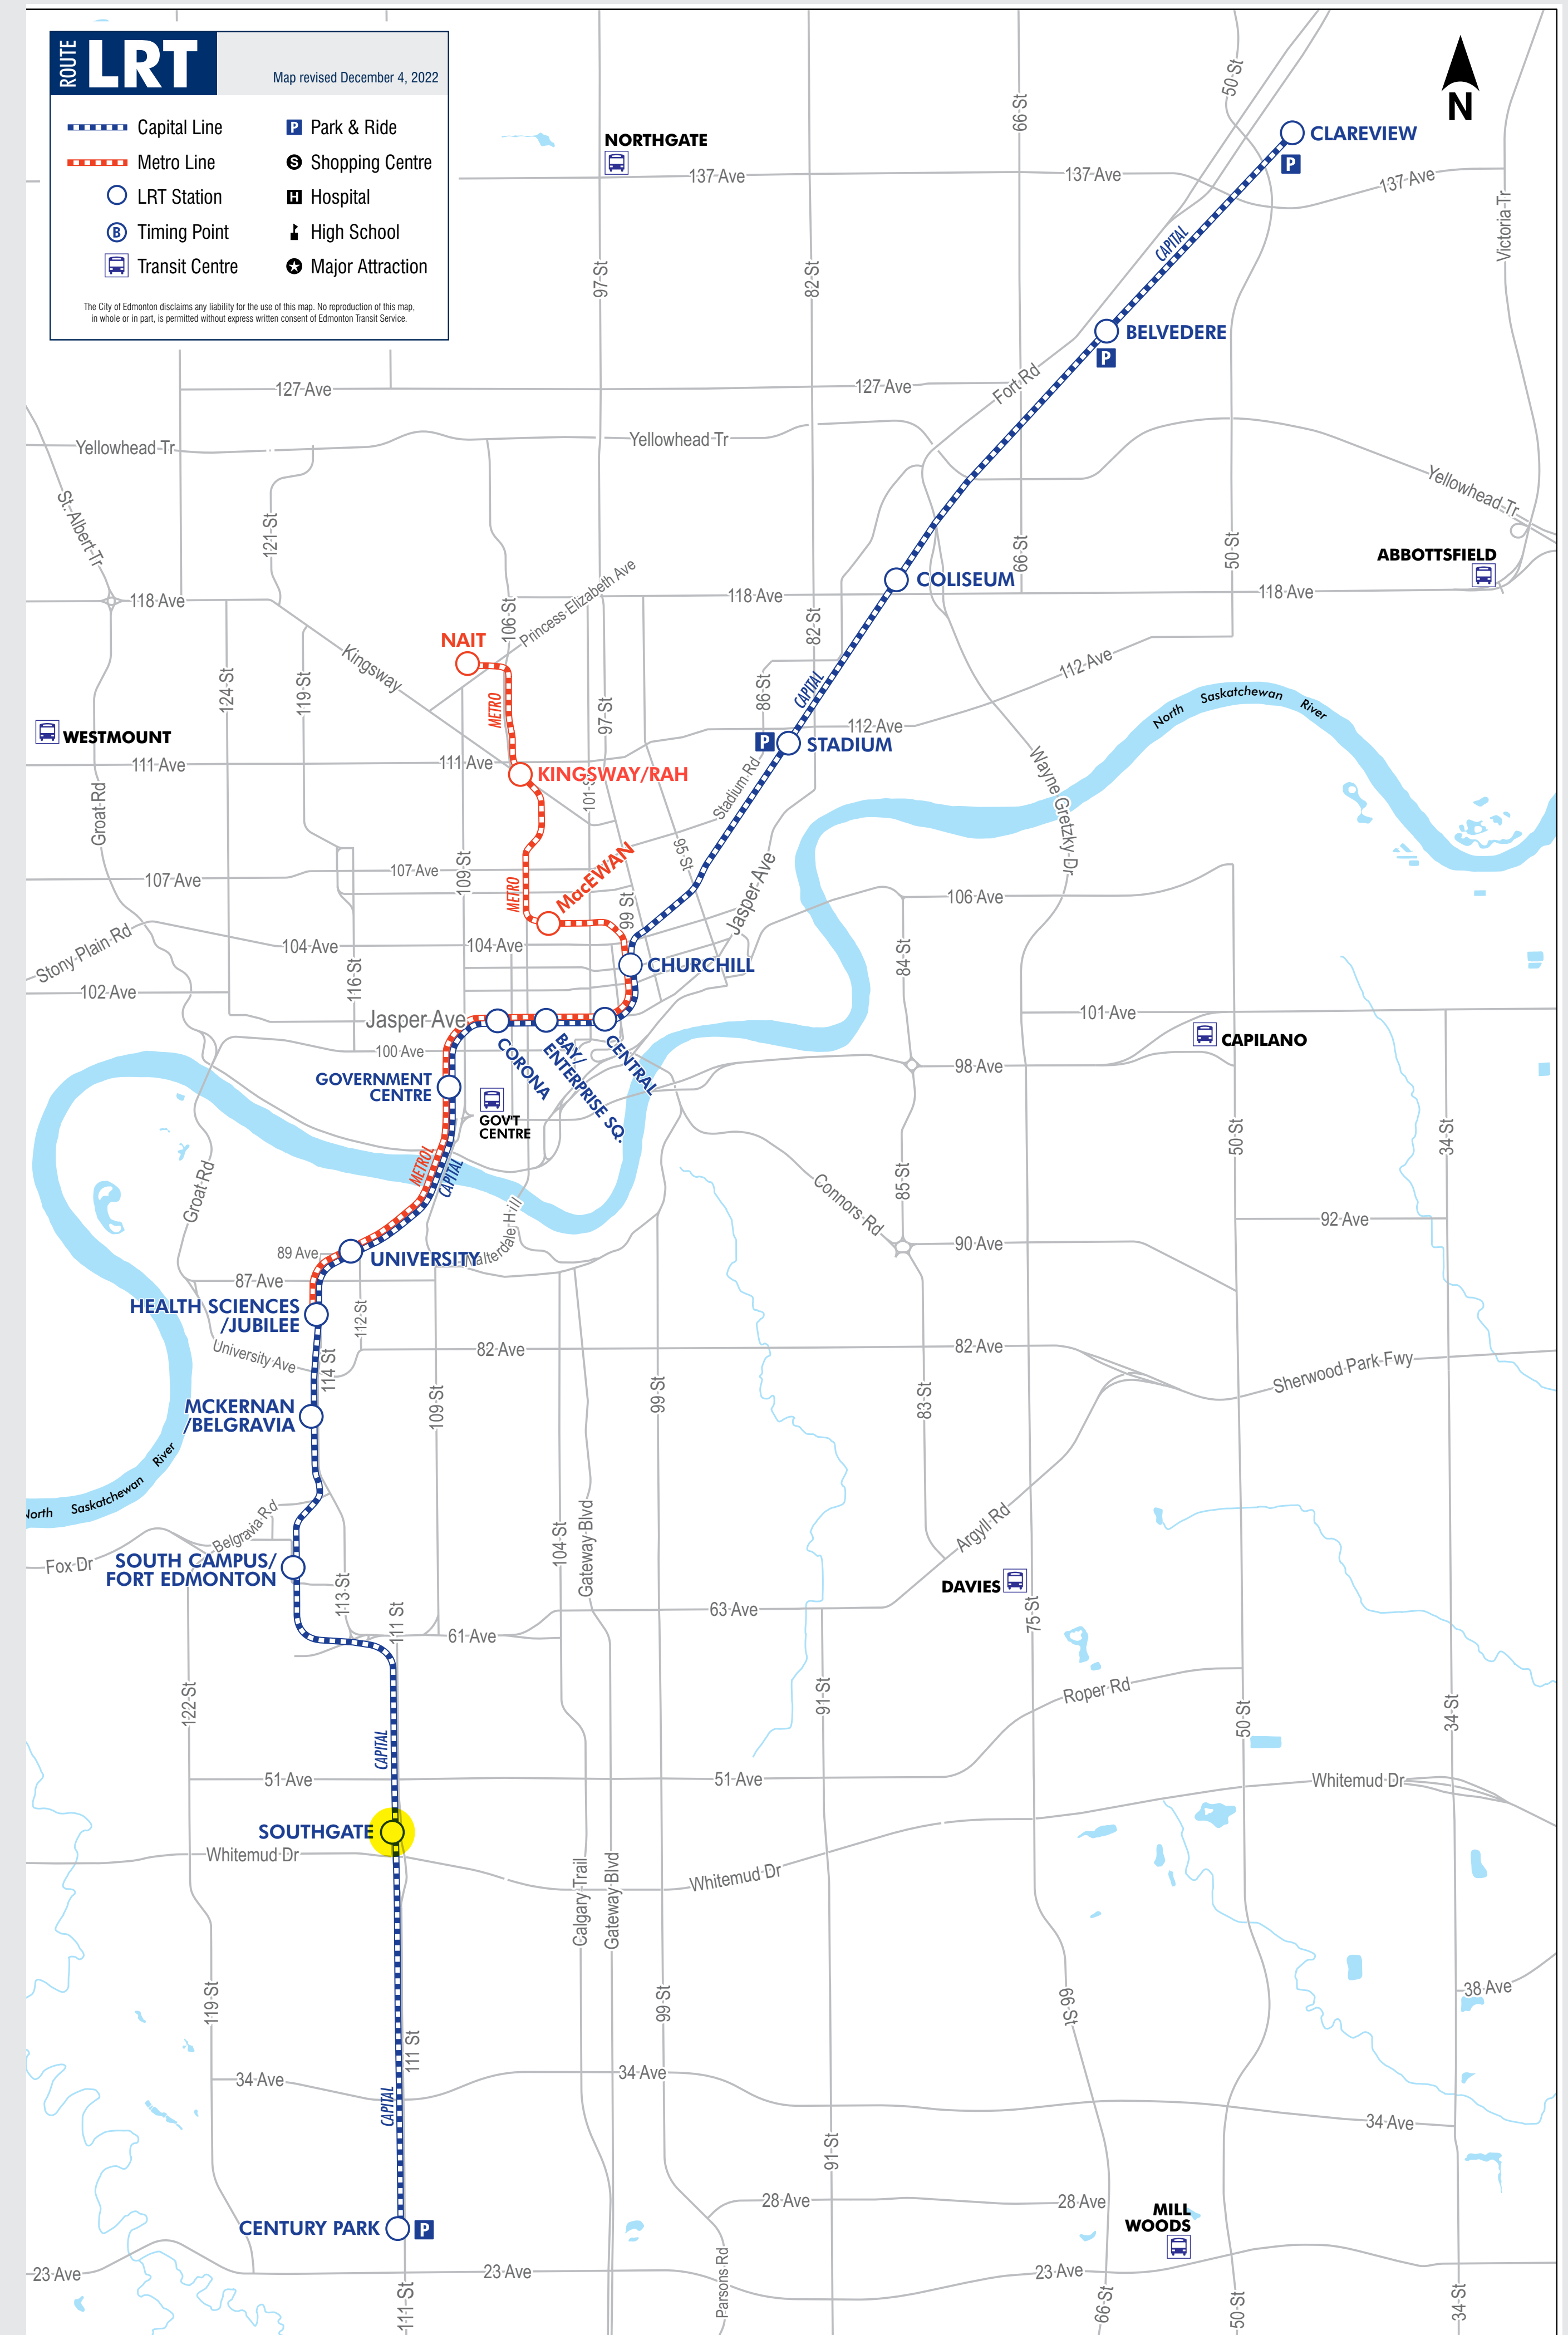 ROUTE
LRT
Map revised December 4, 2022
Capital Line
Metro Line
LRT Station
B Timing Point
Transit Centre
P Park & Ride
S Shopping Centre
H Hospital
High School
Major Attraction
The City of Edmonton disclaims any liability for the use of this map. No reproduction of this map,
in whole or in part, is permitted without express written consent of Edmonton Transit Service.
N
50-St
66-St
CLAREVIEW
P
NORTHGATE
137-Ave
137-Ave
137-Ave
Victoria-Tr
CAPITAL
97-St
82-St
BELVEDERE
P
127-Ave
127-Ave
Fort-Rd
Yellowhead-Tr
Yellowhead-Tr
Yellowhead-Tr
St.-Albert-Tr
121-St
66-St
50-St
ABBOTTSFIELD
COLISEUM
118-Ave
118-Ave
118-Ave
106-St
Princess-Elizabeth-Ave
82-St
NAIT
Kingsway
112-Ave
124-St
119-St
METRO
97-St
86-St
CAPITAL
North Saskatchewan River
WESTMOUNT
112-Ave
P
STADIUM
111-Ave
111-Ave
KINGSWAY/RAH
101-S
Stadium-Rd
Wayne-Gretzky-Dr
Groat-Rd
95-St
107-Ave
107-Ave
109-St
METRO
MacEWAN
99 St
Jasper-Ave
106-Ave
Stony-Plain-Rd
104-Ave
104-Ave
84-St
CHURCHILL
102-Ave
116-St
101-Ave
Jasper-Ave
100 Ave
CORONA
BAY/
ENTERPRISE SQ.
CENTRAL
CAPILANO
98-Ave
GOVERNMENT
CENTRE
GOV'T
CENTRE
50-St
34-St
METROL
CAPITAL
Groat-Rd
85-St
Connors-Rd
92-Ave
90-Ave
89 Ave
UNIVERSITY
87-Ave
HEALTH SCIENCES
/JUBILEE
112-St
University Ave
114 St
82-Ave
82-Ave
Sherwood-Park-Fwy
MCKERNAN
/BELGRAVIA
109-St
99-St
83-St
North Saskatchewan River
Belgravia-Rd
Fox-Dr
SOUTH CAMPUS/
FORT EDMONTON
104-St
Gateway-Blvd
Argyll-Rd
DAVIES
113-St
111 St
61-Ave
63-Ave
75-St
122-St
91-St
Roper-Rd
50-St
34-St
CAPITAL
51-Ave
51-Ave
Whitemud-Dr
SOUTHGATE
Whitemud-Dr
Whitemud-Dr
Calgary-Trail
Gateway-Blvd
119-St
99-St
66-St
38-Ave
111 St
34-Ave
34-Ave
34-Ave
CAPITAL
91-St
28-Ave
28-Ave
MILL
WOODS
CENTURY PARK
P
23-Ave
23-Ave
23-Ave
111-St
Parsons-Rd
66-St
50-St
34-St